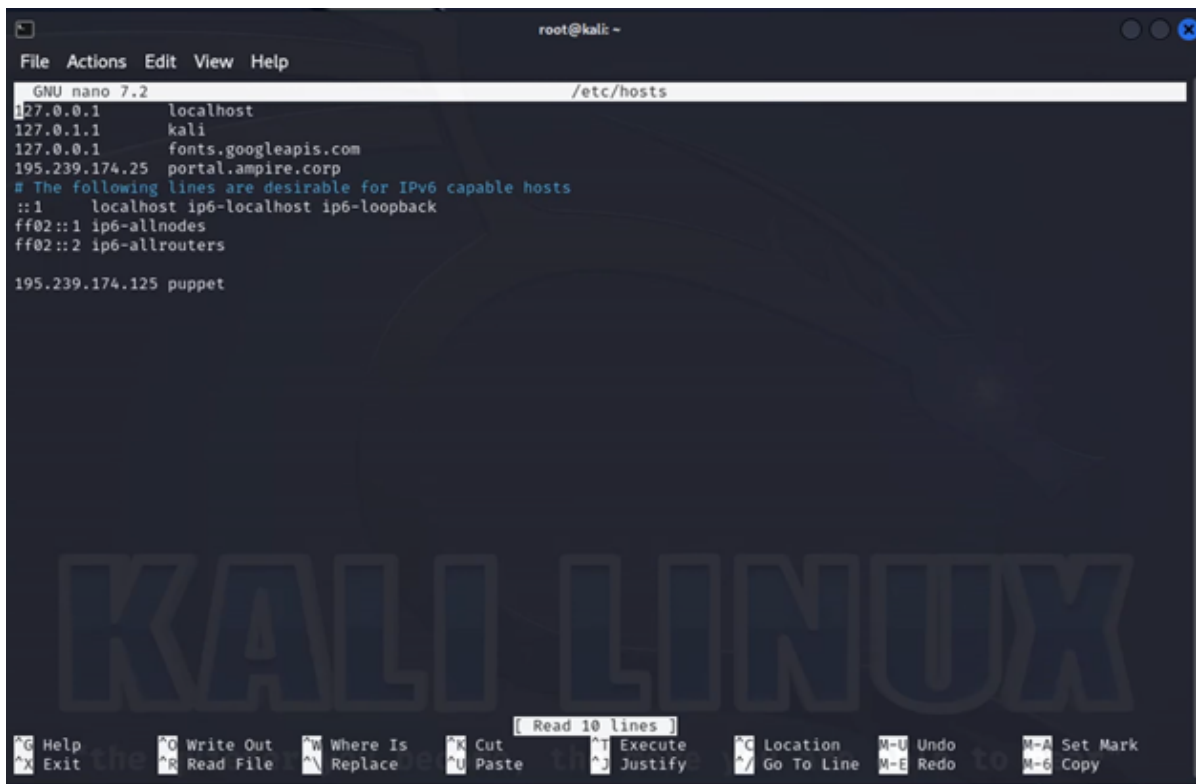 root@kali: ~
File Actions Edit View Help
GNU nano 7.2 /etc/hosts
127.0.0.1 localhost
127.0.1.1 kali
127.0.0.1 fonts.googleapis.com
195.239.174.25 portal.ampire.corp
# The following lines are desirable for IPv6 capable hosts
::1 localhost ip6-localhost ip6-loopback
ff02::1 ip6-allnodes
ff02::2 ip6-allrouters
195.239.174.125 puppet
KALI LINUX
[ Read 10 lines ]
^G Help ^O Write Out ^W Where Is ^K Cut ^T Execute ^C Location M-U Undo M-A Set Mark
^X Exit ^R Read File ^\ Replace ^U Paste ^J Justify ^/ Go To Line M-E Redo M-6 Copy